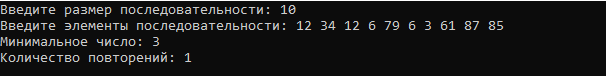 Введите размер последовательности: 10
Введите элементы последовательности: 12 34 12 6 79 6 3 61 87 85
Минимальное число: 3
Количество повторений: 1